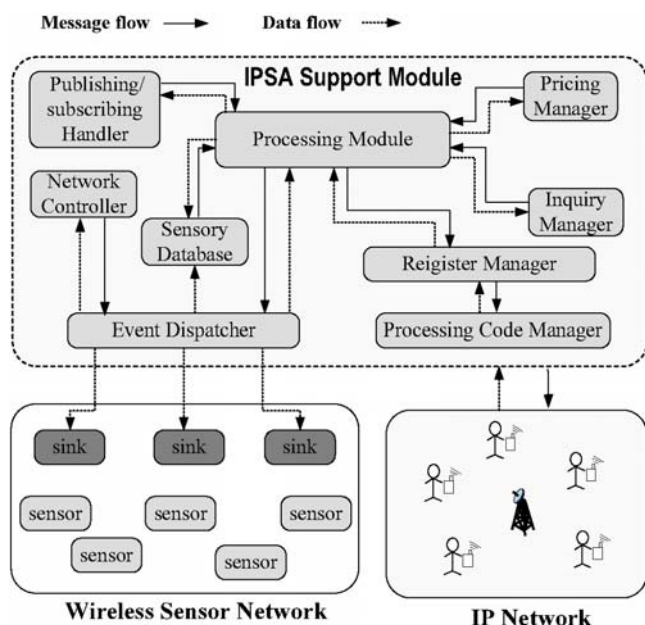 Message flow
Data flow
IPSA Support Module
Publishing/
subscribing
Handler
Processing Module
Pricing
Manager
Network
Controller
Sensory
Database
Inquiry
Manager
Reigister Manager
Event Dispatcher
Processing Code Manager
sink
sink
sink
sensor
sensor
sensor
sensor
sensor
Wireless Sensor Network
IP Network